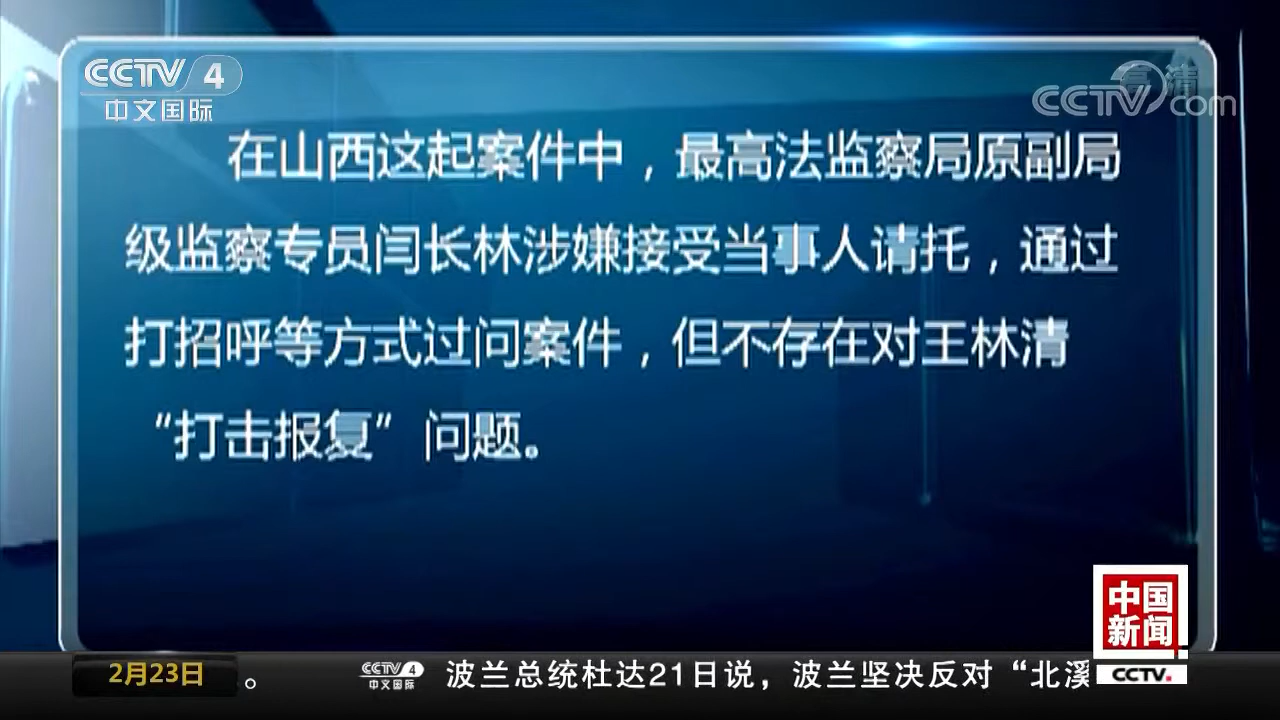 CCTV 4
中文国际
高清
CCTV.com
在山西这起案件中，最高法监察局原副局
级监察专员闫长林涉嫌接受当事人请托，通过
打招呼等方式过问案件，但不存在对王林清
“打击报复”问题。
中国
新闻
CCTV
2月23日
。
CCTV 4
中文国际
波兰总统杜达21日说，波兰坚决反对“北溪